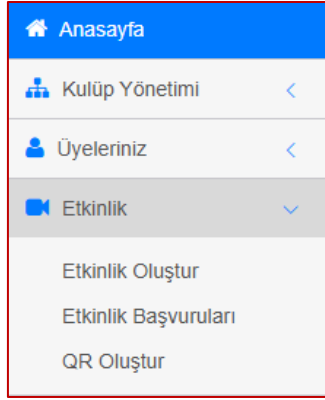 Anasayfa
Kulüp Yönetimi
Üyeleriniz
Etkinlik
Etkinlik Oluştur
Etkinlik Başvuruları
QR Oluştur